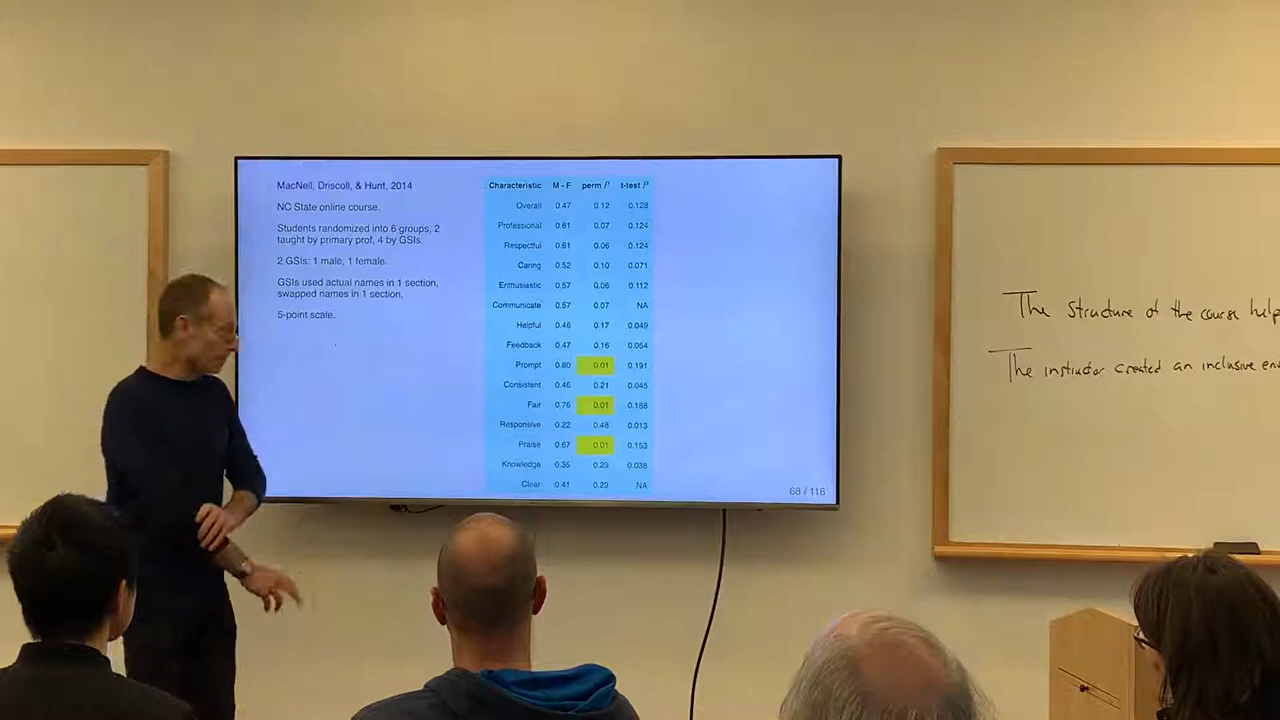 MacNell, Driscoll, & Hunt, 2014
NC State online course.
Students randomized into 6 groups, 2
taught by primary prof, 4 by GSIs.
2 GSIs: 1 male, 1 female.
GSIs used actual names in 1 section,
swapped names in 1 section.
5-point scale.
Characteristic M - F perm P t-test P
Overall 0.47 0.12 0.128
Professional 0.61 0.07 0.124
Respectful 0.61 0.06 0.124
Caring 0.52 0.10 0.071
Enthusiastic 0.57 0.06 0.112
Communicate 0.57 0.07 NA
Helpful 0.46 0.17 0.049
Feedback 0.47 0.16 0.054
Prompt 0.80 0.01 0.191
Consistent 0.46 0.21 0.045
Fair 0.76 0.01 0.188
Responsive 0.22 0.48 0.013
Praise 0.67 0.01 0.153
Knowledge 0.35 0.29 0.038
Clear 0.41 0.29 NA
68 / 118
The structure of the course help
The instructor created an inclusive en